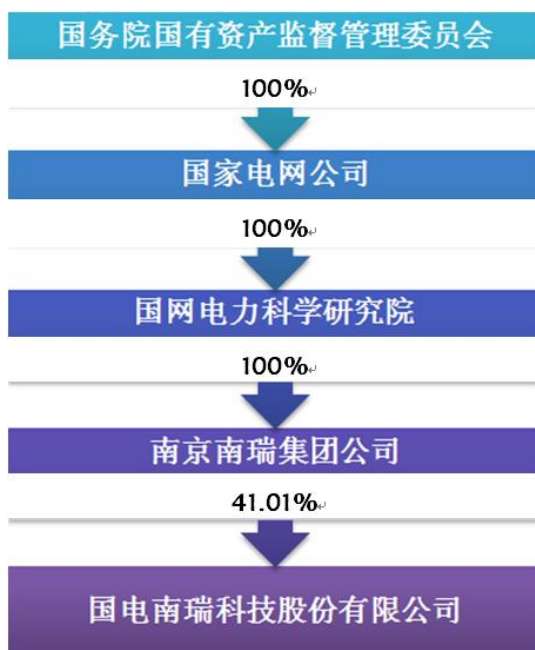 国务院国有资产监督管理委员会
100%
国家电网公司
100%
国网电力科学研究院
100%
南京南瑞集团公司
41.01%
国电南瑞科技股份有限公司